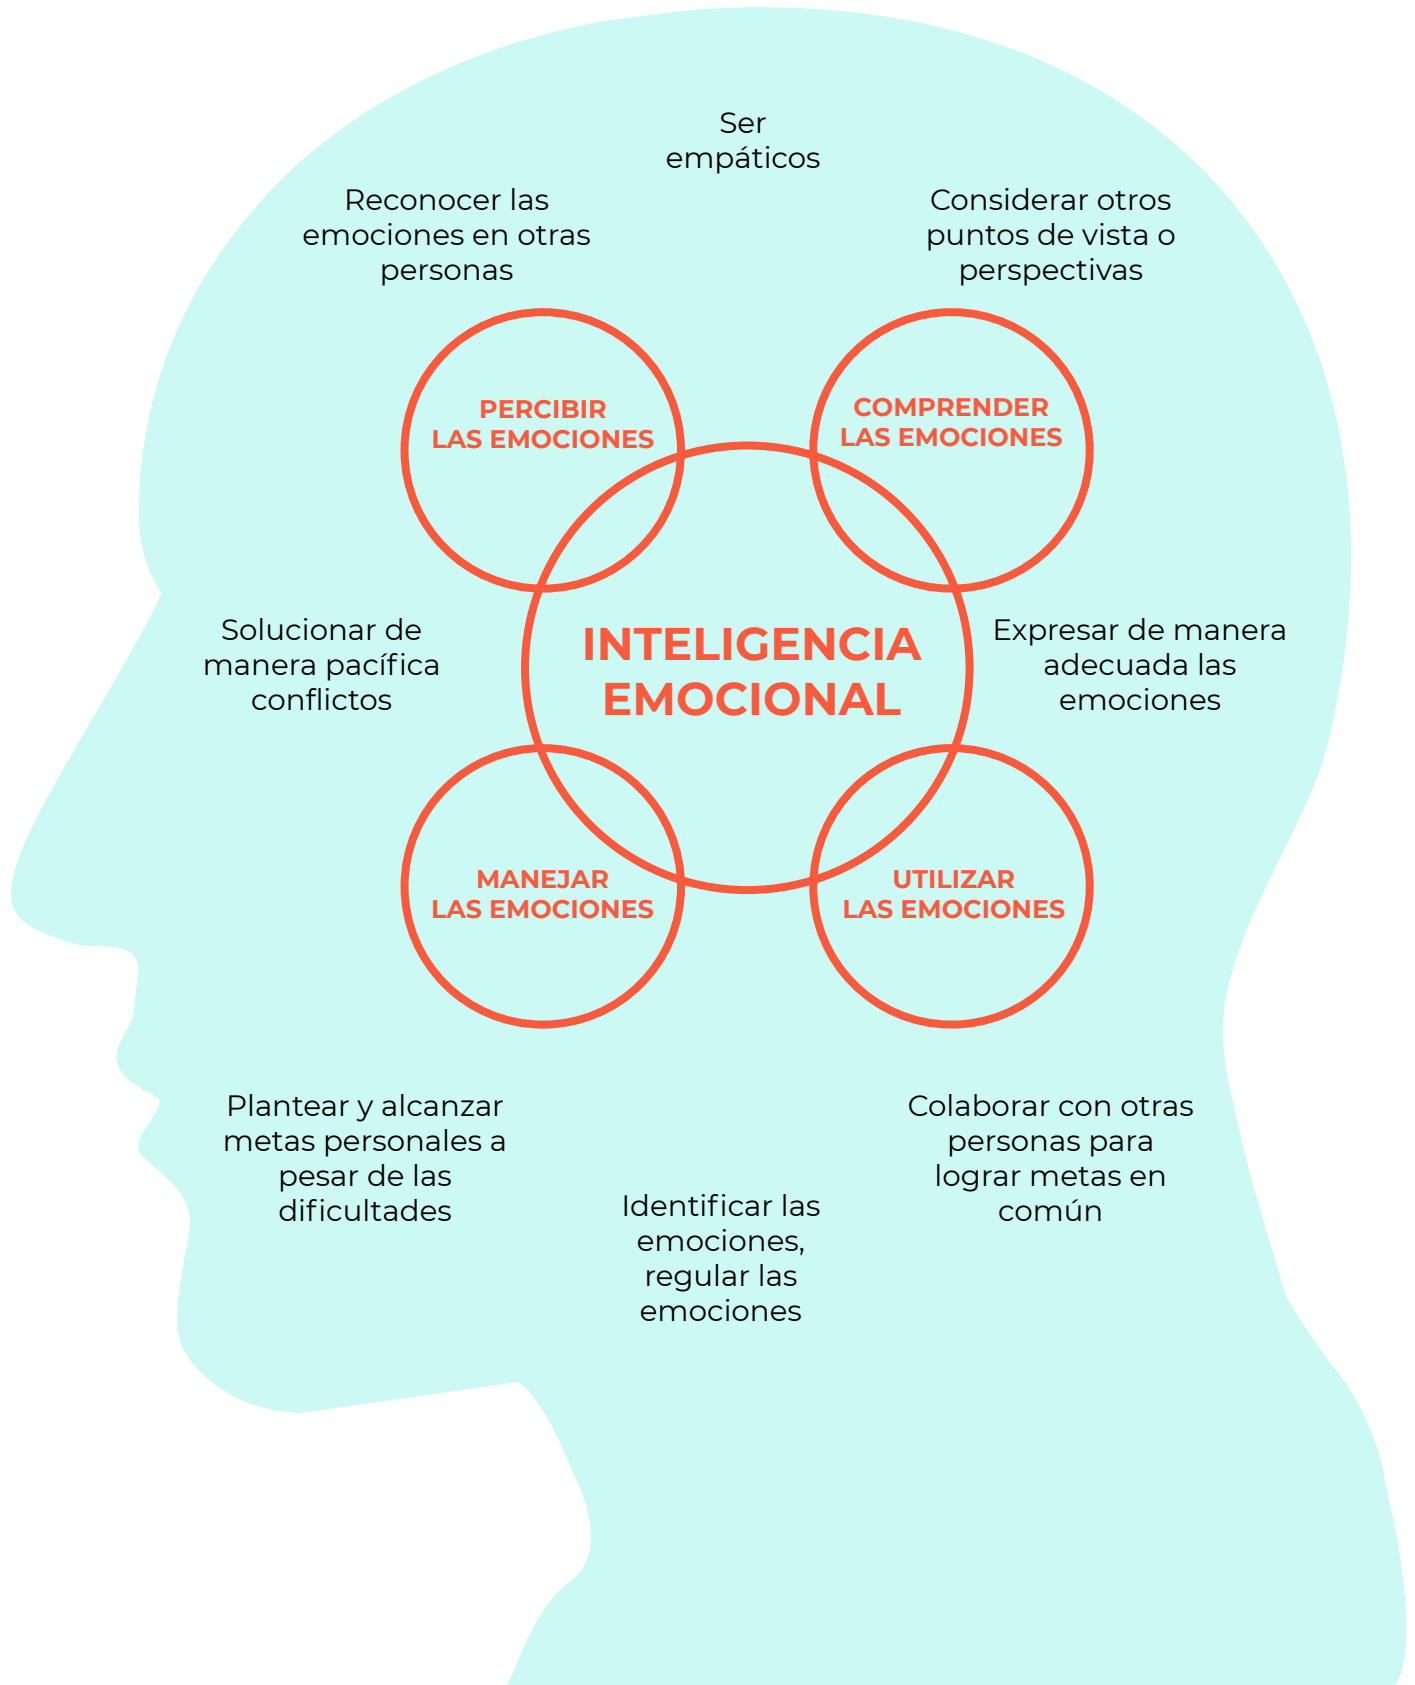 Ser
empáticos
Reconocer las
emociones en otras
personas
Considerar otros
puntos de vista o
perspectivas
PERCIBIR
LAS EMOCIONES
COMPRENDER
LAS EMOCIONES
Solucionar de
manera pacífica
conflictos
INTELIGENCIA
EMOCIONAL
Expresar de manera
adecuada las
emociones
MANEJAR
LAS EMOCIONES
UTILIZAR
LAS EMOCIONES
Plantear y alcanzar
metas personales a
pesar de las
dificultades
Identificar las
emociones,
regular las
emociones
Colaborar con otras
personas para
lograr metas en
común